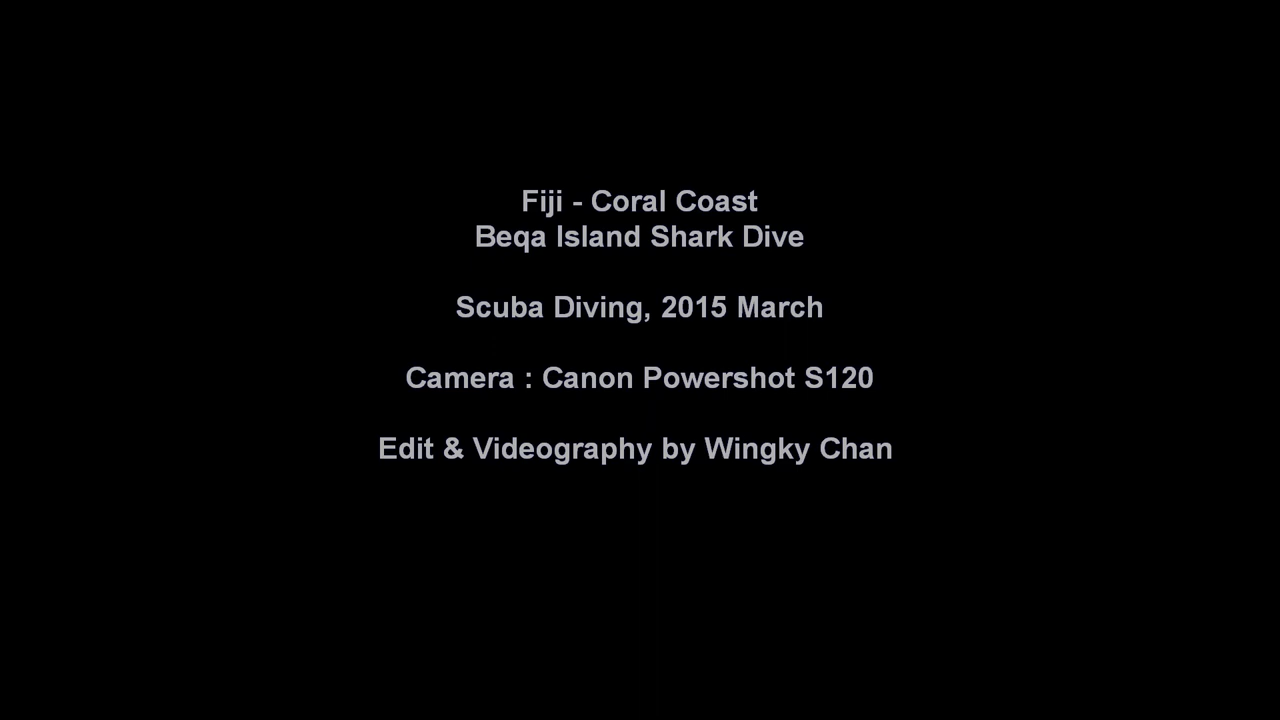 Fiji - Coral Coast
Beqa Island Shark Dive
Scuba Diving, 2015 March
Camera : Canon Powershot S120
Edit & Videography by Wingky Chan